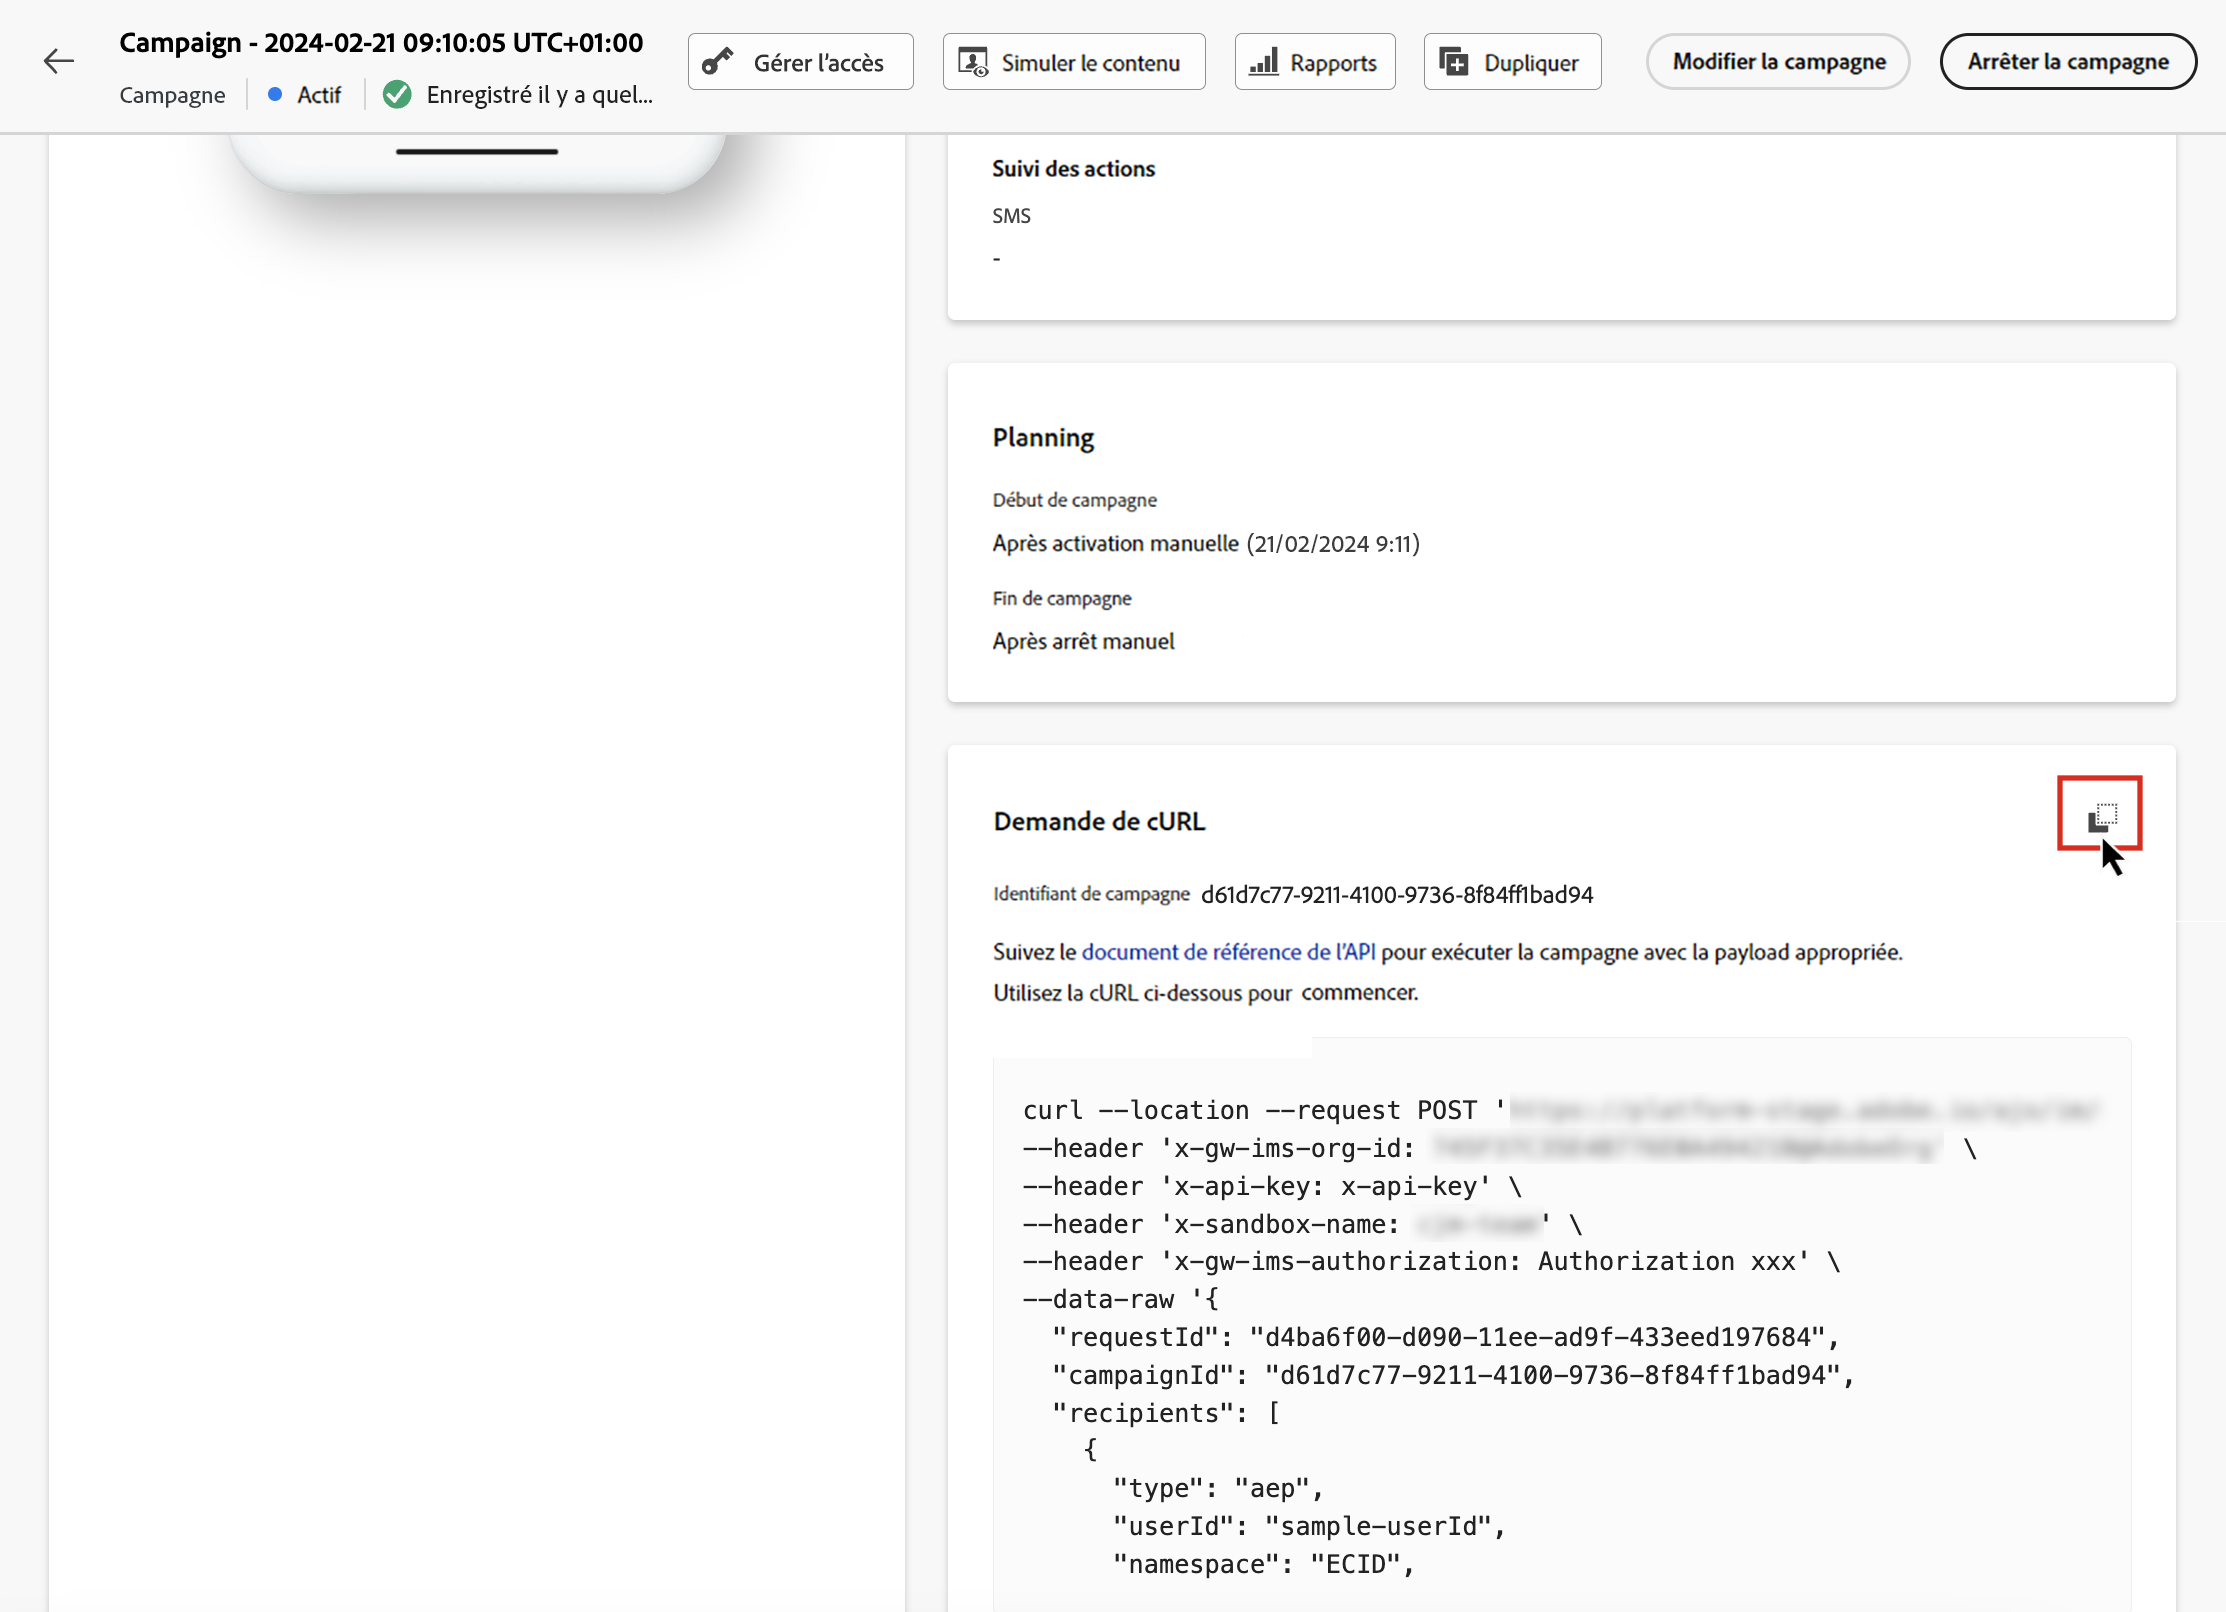 Campaign - 2024-02-21 09:10:05 UTC+01:00
Campagne
Actif
Enregistré il y a quel...
Gérer l'accès
Simuler le contenu
Rapports
Dupliquer
Modifier la campagne
Arrêter la campagne
Suivi des actions
SMS
-
Planning
Début de campagne
Après activation manuelle (21/02/2024 9:11)
Fin de campagne
Après arrêt manuel
Demande de cURL
Identifiant de campagne d61d7c77-9211-4100-9736-8f84ff1bad94
Suivez le document de référence de l'API pour exécuter la campagne avec la payload appropriée.
Utilisez la cURL ci-dessous pour commencer.
curl --location --request POST '
--header 'x-gw-ims-org-id: \
--header 'x-api-key: x-api-key' \
--header 'x-sandbox-name: ' \
--header 'x-gw-ims-authorization: Authorization xxx' \
--data-raw '{
"requestId": "d4ba6f00-d090-11ee-ad9f-433eed197684",
"campaignId": "d61d7c77-9211-4100-9736-8f84ff1bad94",
"recipients": [
{
"type": "aep",
"userId": "sample-userId",
"namespace": "ECID",